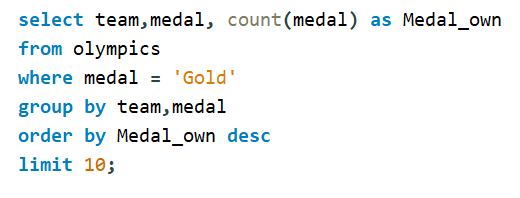 select team,medal, count(medal) as Medal_own
from olympics
where medal = 'Gold'
group by team,medal
order by Medal_own desc
limit 10;